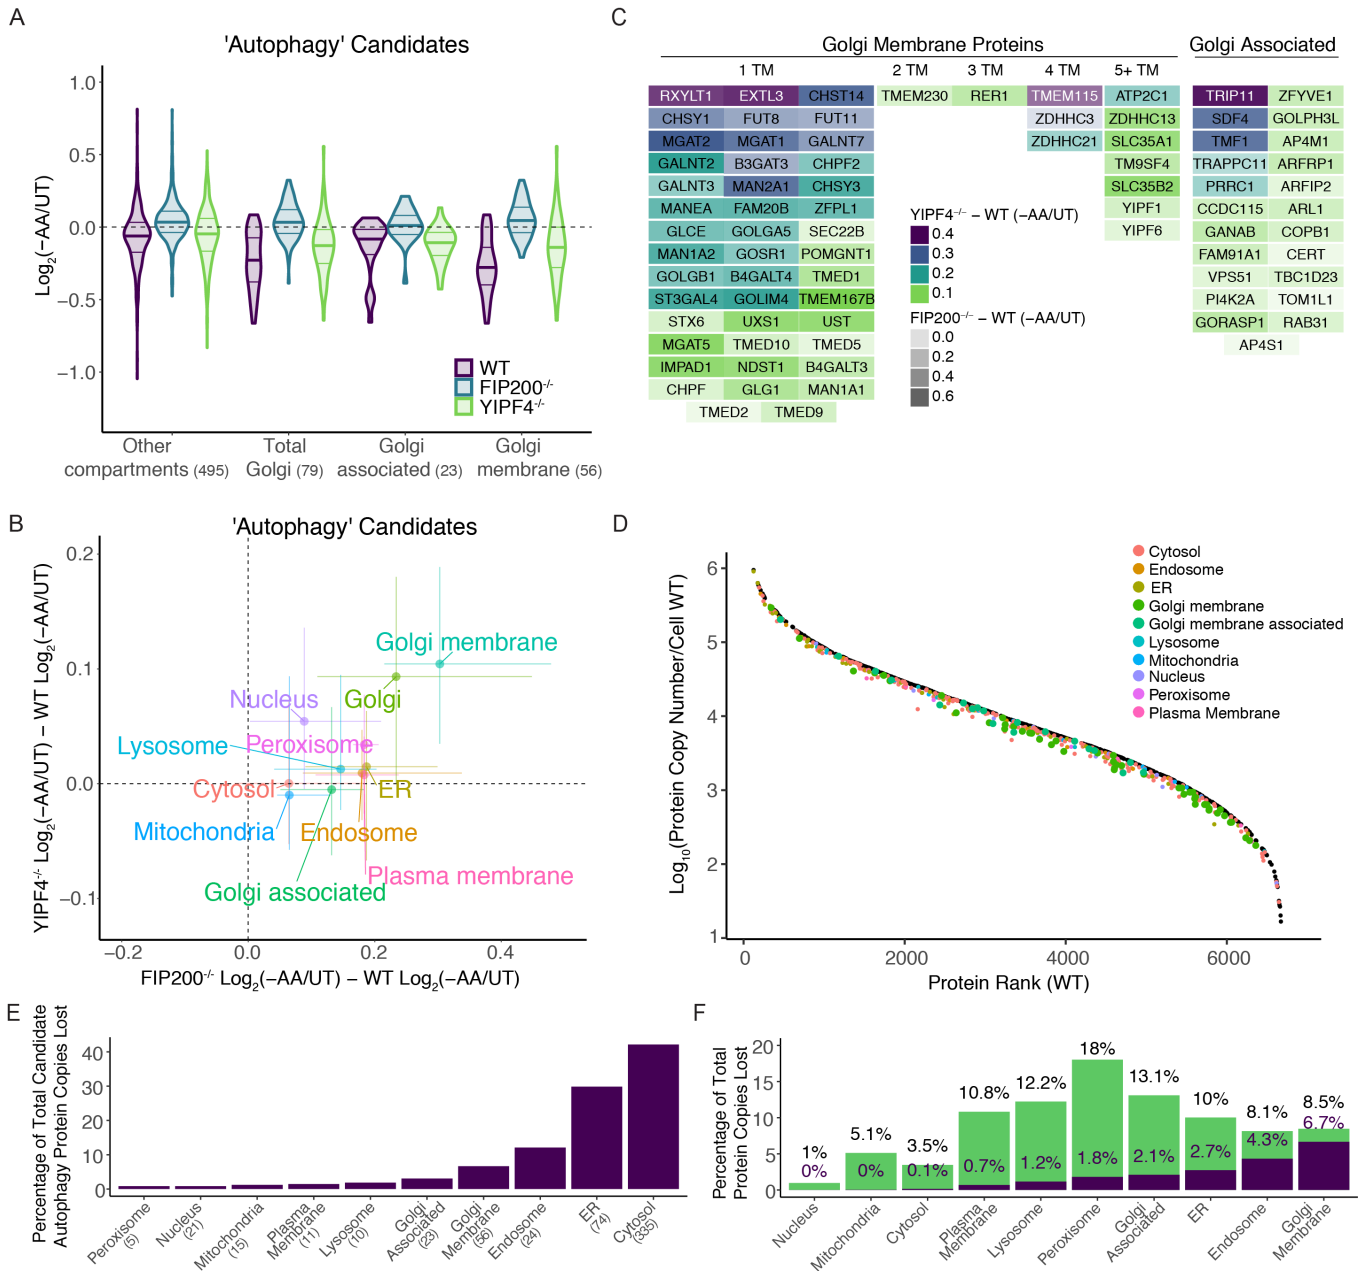 A
'Autophagy' Candidates
Log2(−AA/UT)
1.0
0.5
0.0
−0.5
−1.0
WT
FIP200-/-
YIPF4-/-
Other compartments (495)
Total Golgi (79)
Golgi associated (23)
Golgi membrane (56)
B
'Autophagy' Candidates
YIPF4-/- Log2(−AA/UT) − WT Log2(−AA/UT)
0.2
0.1
0.0
−0.1
Golgi membrane
Nucleus
Golgi
Lysosome
Peroxisome
Cytosol
ER
Mitochondria
Endosome
Golgi associated
Plasma membrane
−0.2
0.0
0.2
0.4
FIP200-/- Log2(−AA/UT) − WT Log2(−AA/UT)
C
Golgi Membrane Proteins
Golgi Associated
1 TM
2 TM
3 TM
4 TM
5+ TM
RXYLT1 EXTL3 CHST14 TMEM230 RER1 TMEM115 ATP2C1 TRIP11 ZFYVE1
CHSY1 FUT8 FUT11 ZDHHC3 ZDHHC13 SDF4 GOLPH3L
MGAT2 MGAT1 GALNT7 ZDHHC21 SLC35A1 TMF1 AP4M1
GALNT2 B3GAT3 CHPF2 TM9SF4 TRAPPC11 ARFRP1
GALNT3 MAN2A1 CHSY3 SLC35B2 PRRC1 ARFIP2
MANEA FAM20B ZFPL1 YIPF1 CCDC115 ARL1
GLCE GOLGA5 SEC22B YIPF6 GANAB COPB1
MAN1A2 GOSR1 POMGNT1 FAM91A1 CERT
GOLGB1 B4GALT4 TMED1 VPS51 TBC1D23
ST3GAL4 GOLIM4 TMEM167B PI4K2A TOM1L1
STX6 UXS1 UST GORASP1 RAB31
MGAT5 TMED10 TMED5 AP4S1
IMPAD1 NDST1 B4GALT3
CHPF GLG1 MAN1A1
TMED2 TMED9
YIPF4-/- − WT (−AA/UT)
0.4
0.3
0.2
0.1
FIP200-/- − WT (−AA/UT)
0.0
0.2
0.4
0.6
D
Log10(Protein Copy Number/Cell WT)
6
5
4
3
2
1
0
2000
4000
6000
Protein Rank (WT)
Cytosol
Endosome
ER
Golgi membrane
Golgi membrane associated
Lysosome
Mitochondria
Nucleus
Peroxisome
Plasma Membrane
E
Percentage of Total Candidate
Autophagy Protein Copies Lost
40
30
20
10
0
Peroxisome (5)
Nucleus (21)
Mitochondria (15)
Plasma Membrane (11)
Lysosome (10)
Golgi Associated (23)
Golgi Membrane (56)
Endosome (24)
ER (74)
Cytosol (335)
F
Percentage of Total
Protein Copies Lost
20
15
10
5
0
1%
0%
5.1%
0%
3.5%
0.1%
10.8%
0.7%
12.2%
1.2%
18%
1.8%
13.1%
2.1%
10%
2.7%
8.1%
4.3%
8.5%
6.7%
Nucleus
Mitochondria
Cytosol
Plasma Membrane
Lysosome
Peroxisome
Golgi Associated
ER
Endosome
Golgi Membrane